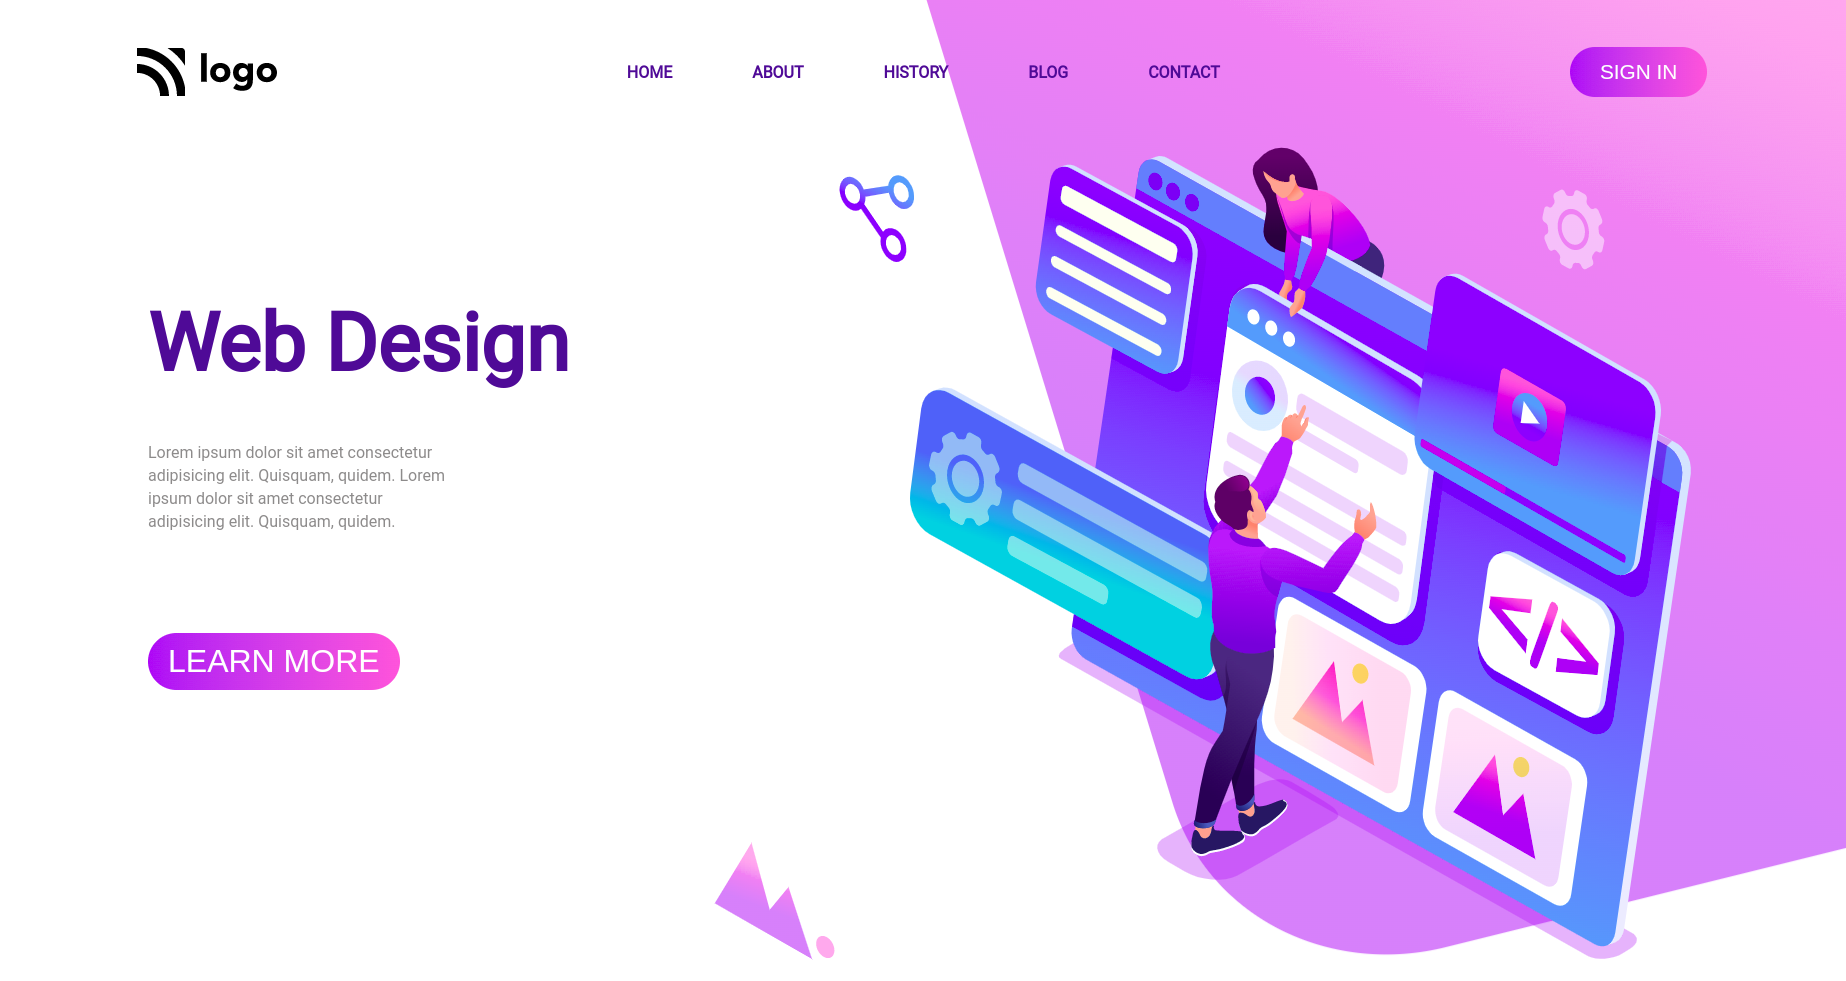 logo
HOME ABOUT HISTORY BLOG CONTACT
SIGN IN
Web Design
Lorem ipsum dolor sit amet consectetur
adipisicing elit. Quisquam, quidem. Lorem
ipsum dolor sit amet consectetur
adipisicing elit. Quisquam, quidem.
LEARN MORE
</>